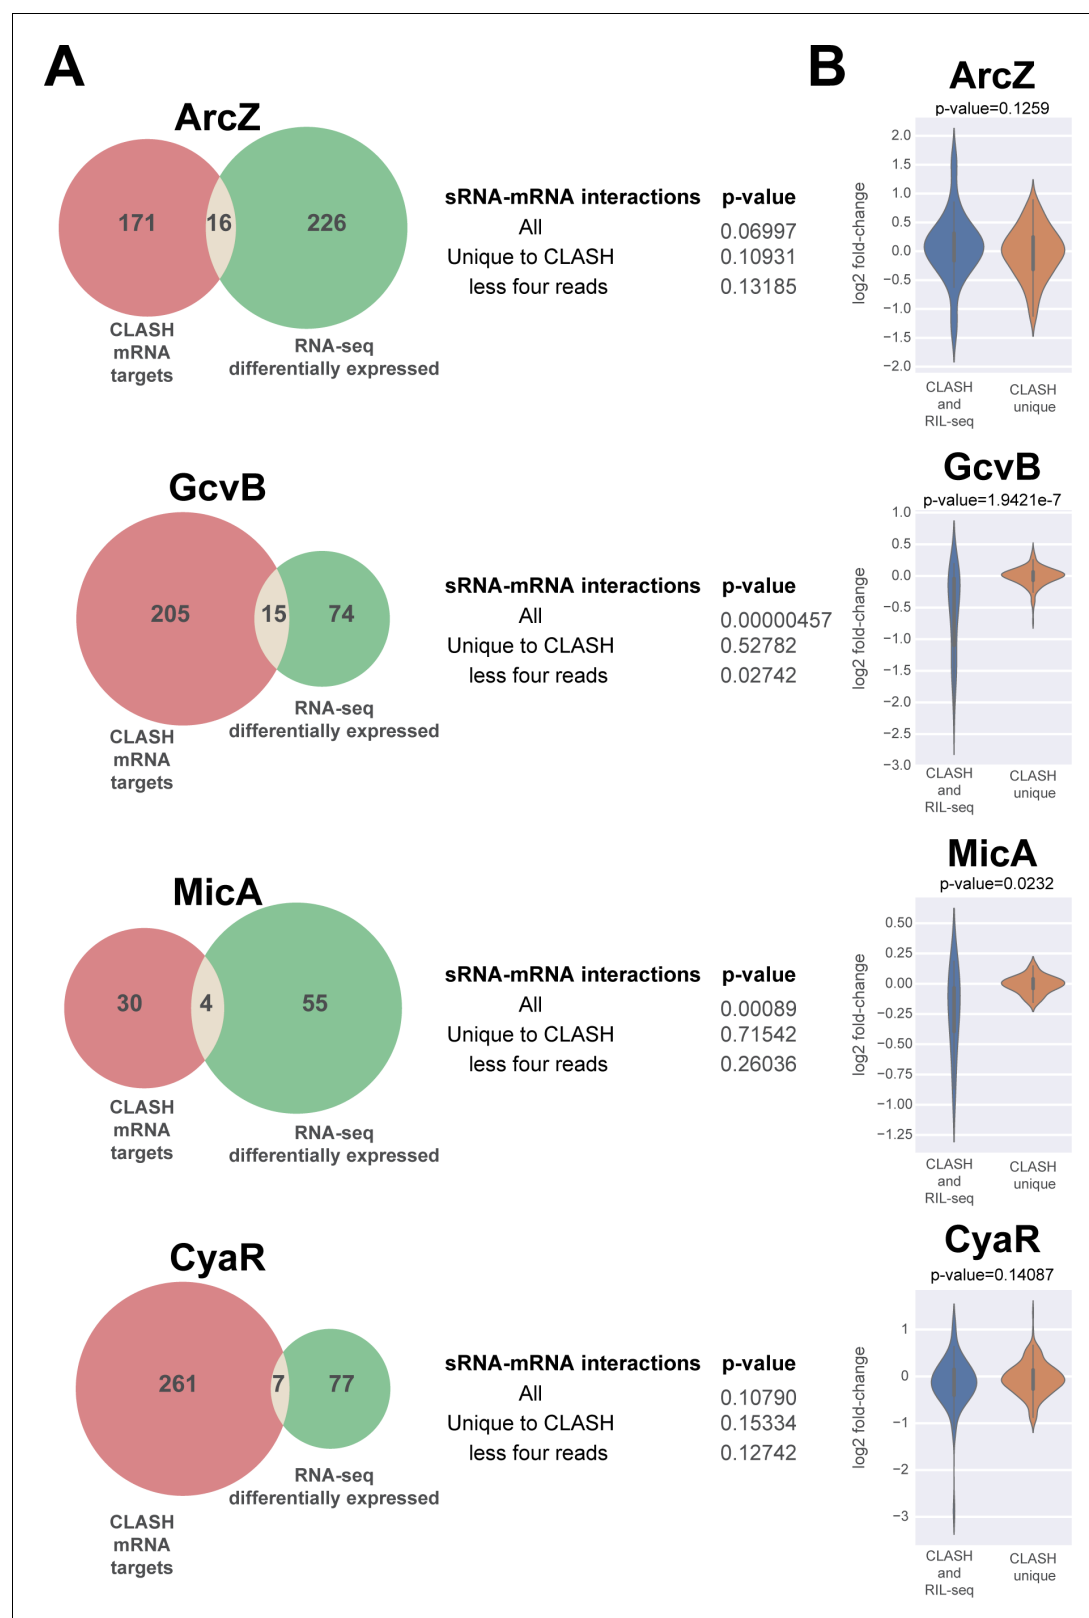 A
B
ArcZ
171
16
226
CLASH
mRNA
targets
RNA-seq
differentially expressed
sRNA-mRNA interactions p-value
All 0.06997
Unique to CLASH 0.10931
less four reads 0.13185
ArcZ
p-value=0.1259
log2 fold-change
2.0
1.5
1.0
0.5
0.0
−0.5
−1.0
−1.5
−2.0
CLASH
and
RIL-seq
CLASH
unique
GcvB
205
15
74
CLASH
mRNA
targets
RNA-seq
differentially expressed
sRNA-mRNA interactions p-value
All 0.00000457
Unique to CLASH 0.52782
less four reads 0.02742
GcvB
p-value=1.9421e-7
log2 fold-change
1.0
0.5
0.0
−0.5
−1.0
−1.5
−2.0
−2.5
−3.0
CLASH
and
RIL-seq
CLASH
unique
MicA
30
4
55
CLASH
mRNA
targets
RNA-seq
differentially expressed
sRNA-mRNA interactions p-value
All 0.00089
Unique to CLASH 0.71542
less four reads 0.26036
MicA
p-value=0.0232
log2 fold-change
0.50
0.25
0.00
−0.25
−0.50
−0.75
−1.00
−1.25
CLASH
and
RIL-seq
CLASH
unique
CyaR
261
7
77
CLASH
mRNA
targets
RNA-seq
differentially expressed
sRNA-mRNA interactions p-value
All 0.10790
Unique to CLASH 0.15334
less four reads 0.12742
CyaR
p-value=0.14087
log2 fold-change
1
0
−1
−2
−3
CLASH
and
RIL-seq
CLASH
unique